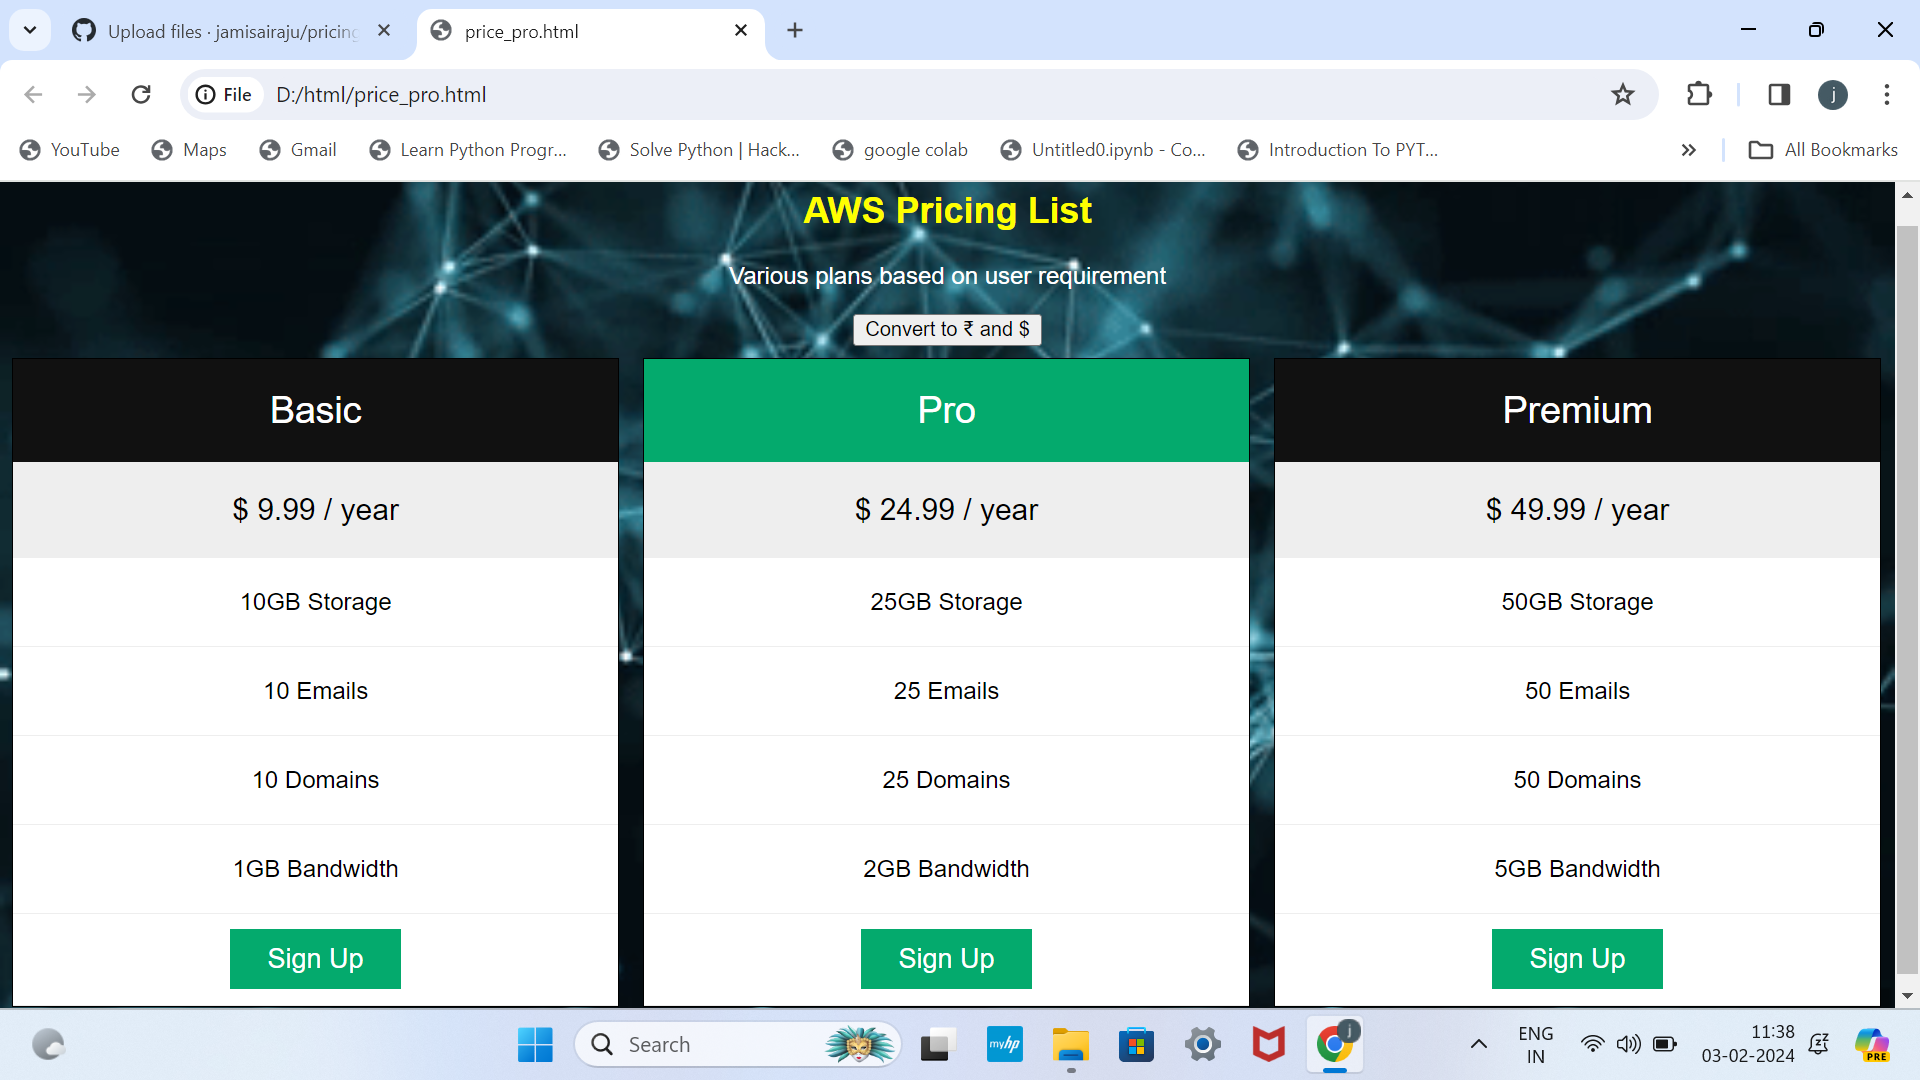 Upload files · jamisairaju/pricing
price_pro.html
File D:/html/price_pro.html
j
YouTube Maps Gmail Learn Python Progr... Solve Python | Hack... google colab Untitled0.ipynb - Co... Introduction To PYT... All Bookmarks
AWS Pricing List
Various plans based on user requirement
Convert to ₹ and $
Basic
$ 9.99 / year
10GB Storage
10 Emails
10 Domains
1GB Bandwidth
Sign Up
Pro
$ 24.99 / year
25GB Storage
25 Emails
25 Domains
2GB Bandwidth
Sign Up
Premium
$ 49.99 / year
50GB Storage
50 Emails
50 Domains
5GB Bandwidth
Sign Up
Search
myhp
j
ENG
IN
11:38
03-02-2024
PRE